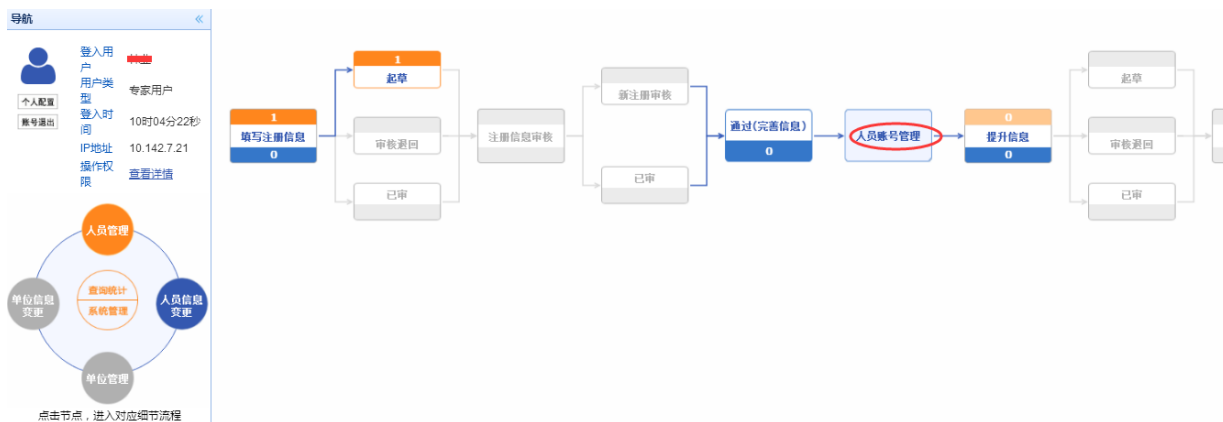 导航
登入用户
用户类型
专家用户
登入时间
10时04分22秒
IP地址
10.142.7.21
操作权限
查看详情
个人配置
账号退出
人员管理
查询统计
系统管理
单位信息变更
人员信息变更
单位管理
点击节点，进入对应细节流程
1
填写注册信息
0
1
起草
审核退回
已审
注册信息审核
新注册审核
已审
通过(完善信息)
0
人员账号管理
0
提升信息
0
起草
审核退回
已审